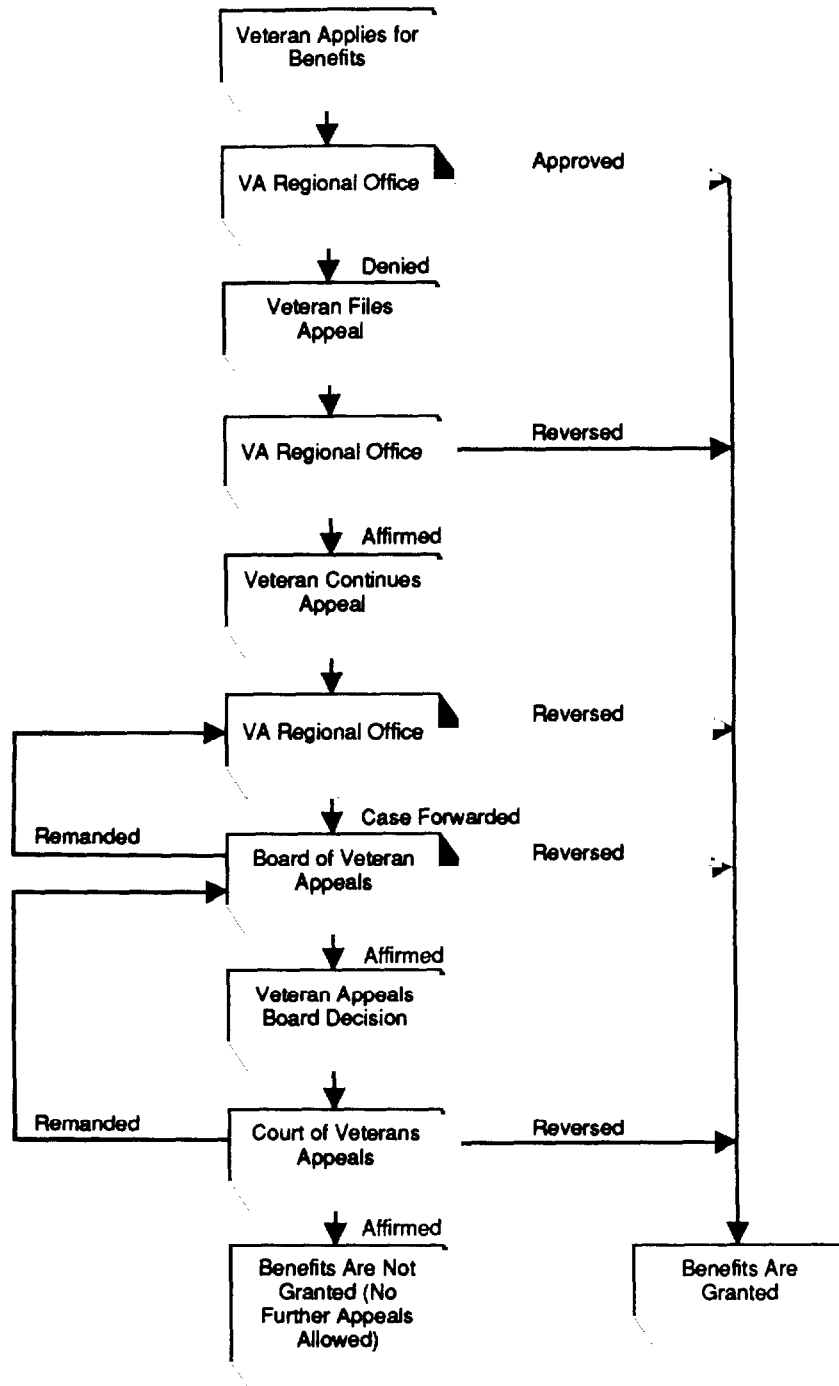 Veteran Applies for
Benefits
VA Regional Office
Approved
Denied
Veteran Files
Appeal
VA Regional Office
Reversed
Affirmed
Veteran Continues
Appeal
VA Regional Office
Reversed
Case Forwarded
Remanded
Board of Veteran
Appeals
Reversed
Affirmed
Veteran Appeals
Board Decision
Remanded
Court of Veterans
Appeals
Reversed
Affirmed
Benefits Are Not
Granted (No
Further Appeals
Allowed)
Benefits Are
Granted